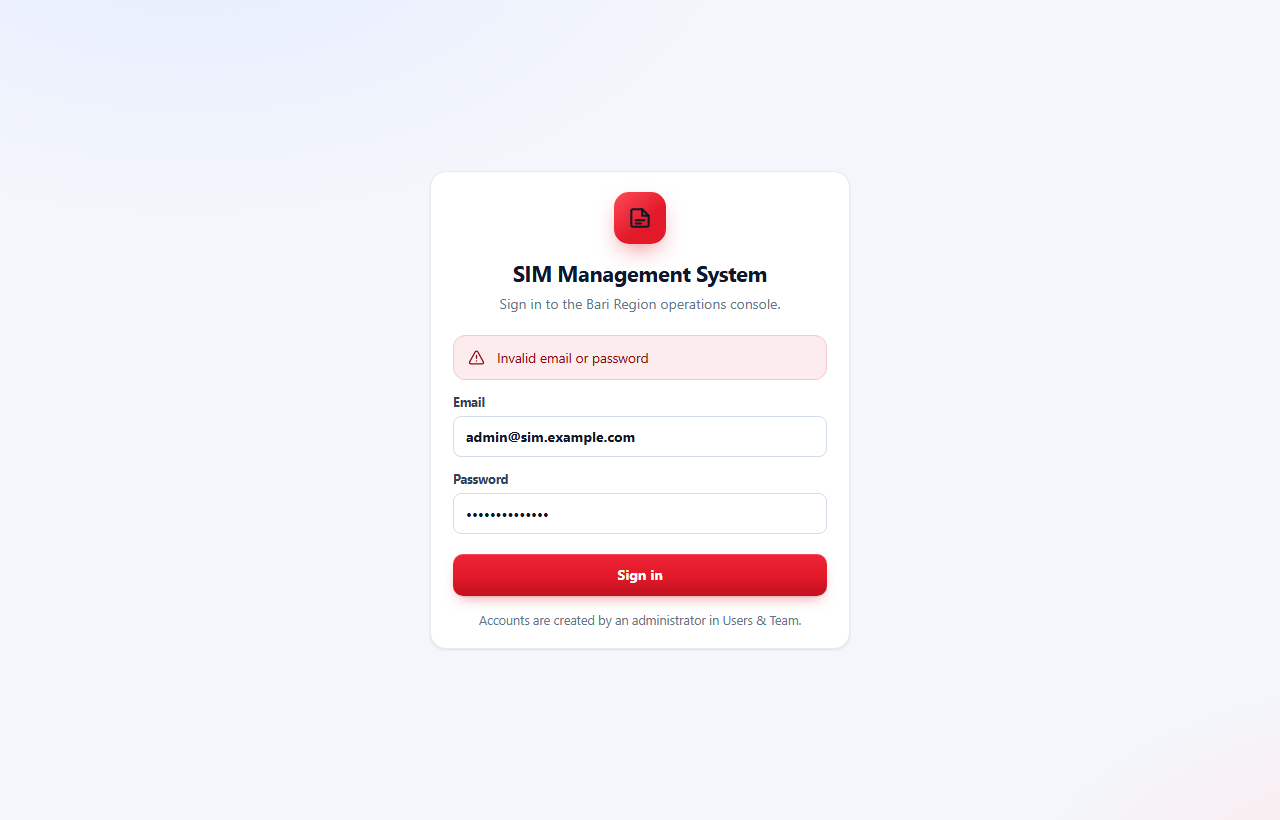 SIM Management System
Sign in to the Bari Region operations console.
Invalid email or password
Email
admin@sim.example.com
Password
••••••••••••••
Sign in
Accounts are created by an administrator in Users & Team.